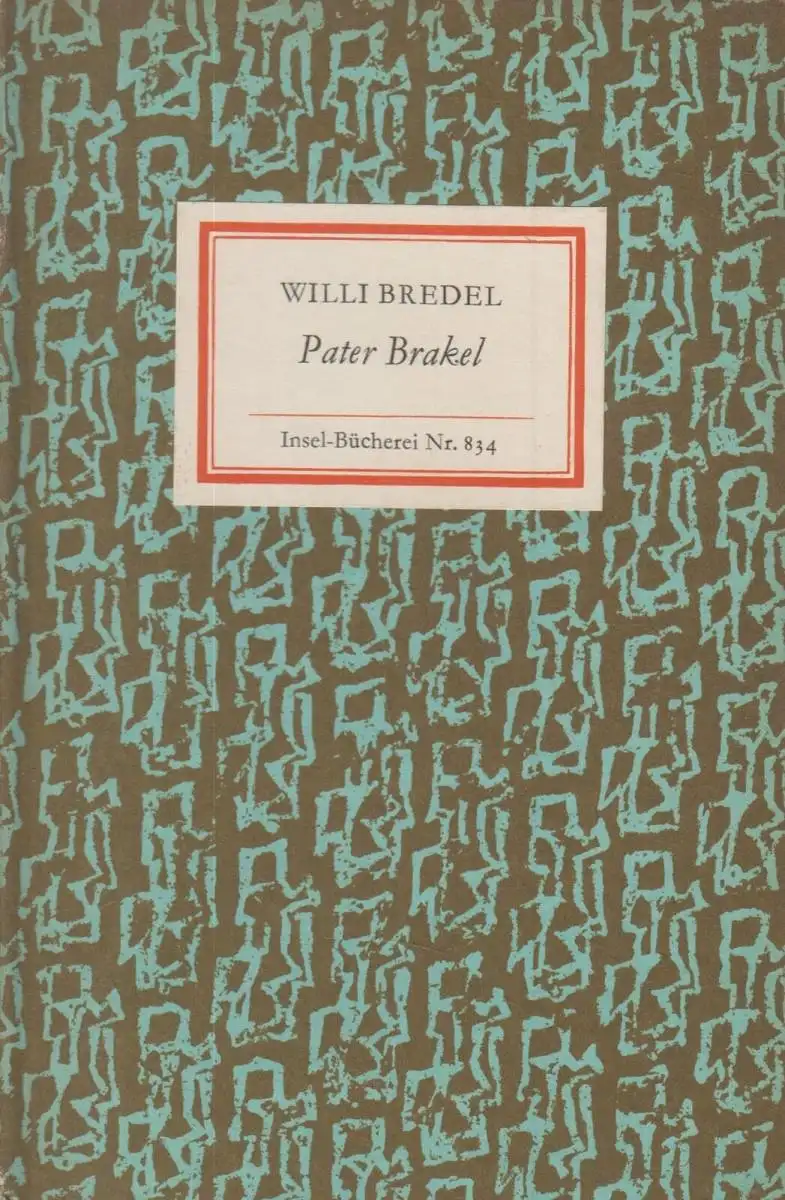 WILLI BREDEL
Pater Brakel
Insel-Bücherei Nr. 834